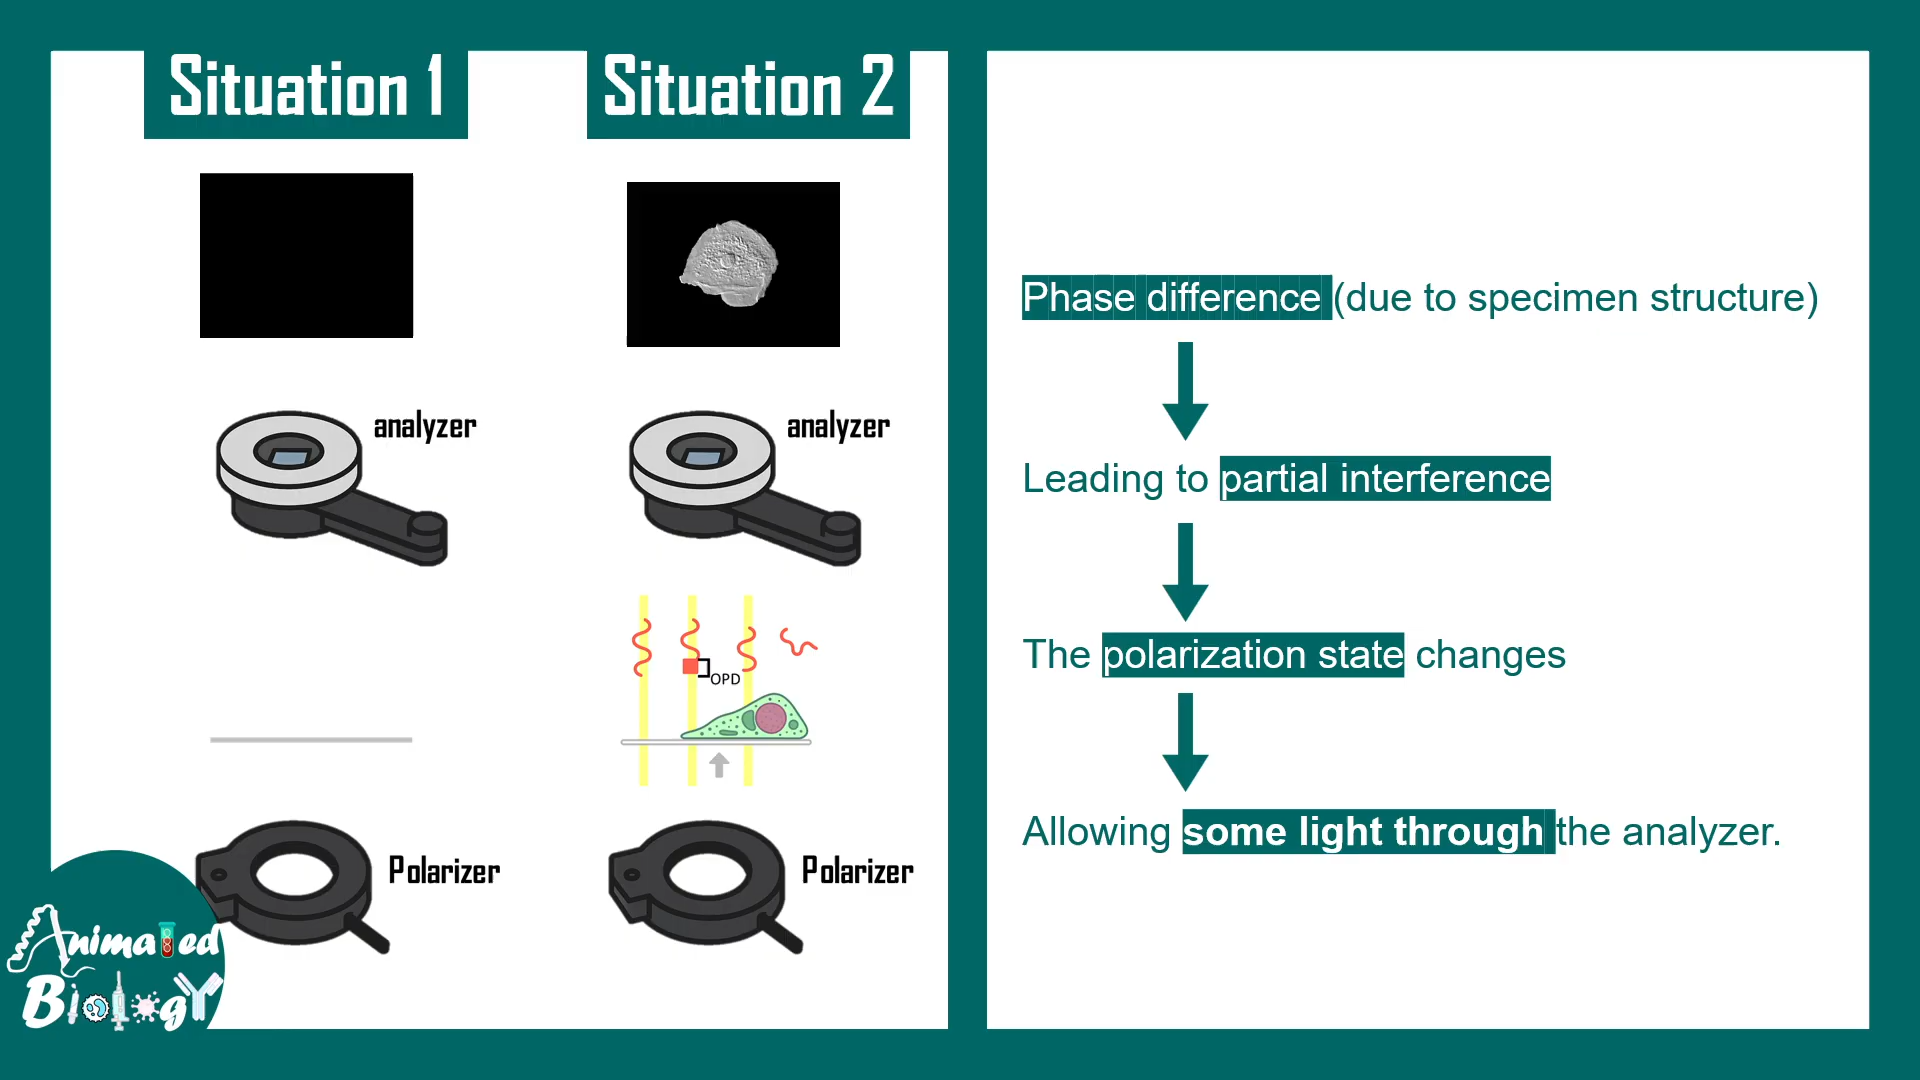 Situation 1
Situation 2
analyzer
analyzer
OPD
Polarizer
Polarizer
Animated
Biology
Phase difference (due to specimen structure)
Leading to partial interference
The polarization state changes
Allowing some light through the analyzer.